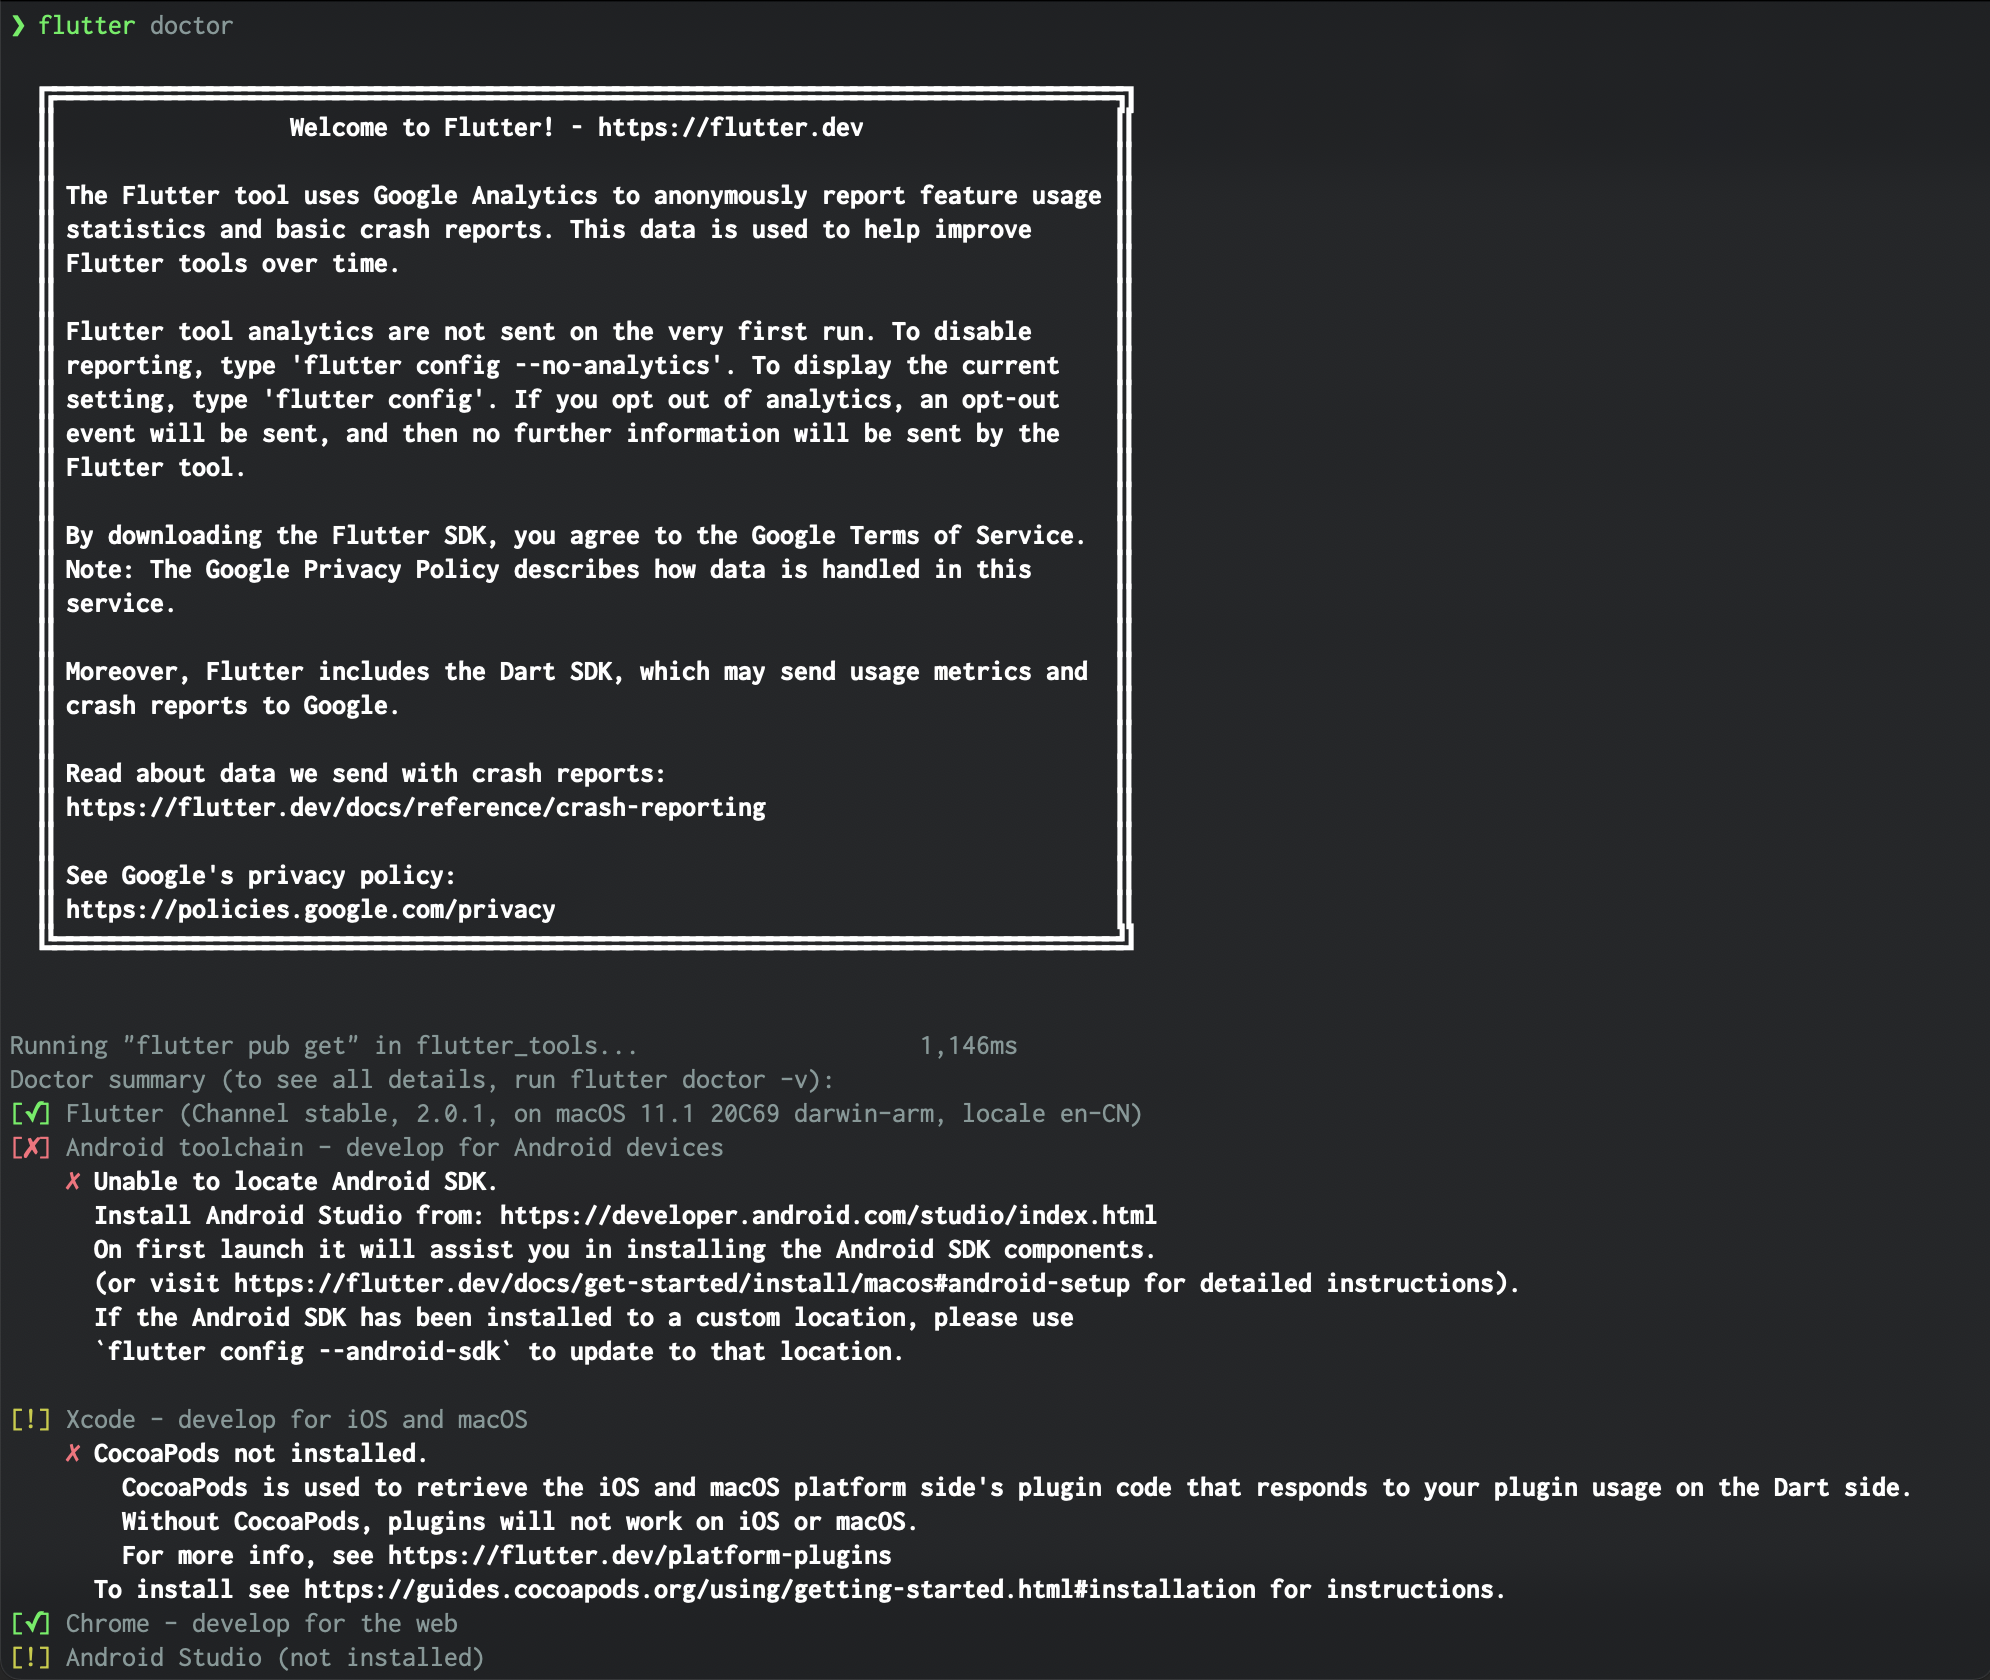 ❯ flutter doctor
Welcome to Flutter! - https://flutter.dev
The Flutter tool uses Google Analytics to anonymously report feature usage
statistics and basic crash reports. This data is used to help improve
Flutter tools over time.
Flutter tool analytics are not sent on the very first run. To disable
reporting, type 'flutter config --no-analytics'. To display the current
setting, type 'flutter config'. If you opt out of analytics, an opt-out
event will be sent, and then no further information will be sent by the
Flutter tool.
By downloading the Flutter SDK, you agree to the Google Terms of Service.
Note: The Google Privacy Policy describes how data is handled in this
service.
Moreover, Flutter includes the Dart SDK, which may send usage metrics and
crash reports to Google.
Read about data we send with crash reports:
https://flutter.dev/docs/reference/crash-reporting
See Google's privacy policy:
https://policies.google.com/privacy
Running "flutter pub get" in flutter_tools... 1,146ms
Doctor summary (to see all details, run flutter doctor -v):
[✓] Flutter (Channel stable, 2.0.1, on macOS 11.1 20C69 darwin-arm, locale en-CN)
[✗] Android toolchain - develop for Android devices
✗ Unable to locate Android SDK.
Install Android Studio from: https://developer.android.com/studio/index.html
On first launch it will assist you in installing the Android SDK components.
(or visit https://flutter.dev/docs/get-started/install/macos#android-setup for detailed instructions).
If the Android SDK has been installed to a custom location, please use
`flutter config --android-sdk` to update to that location.
[!] Xcode - develop for iOS and macOS
✗ CocoaPods not installed.
CocoaPods is used to retrieve the iOS and macOS platform side's plugin code that responds to your plugin usage on the Dart side.
Without CocoaPods, plugins will not work on iOS or macOS.
For more info, see https://flutter.dev/platform-plugins
To install see https://guides.cocoapods.org/using/getting-started.html#installation for instructions.
[✓] Chrome - develop for the web
[!] Android Studio (not installed)